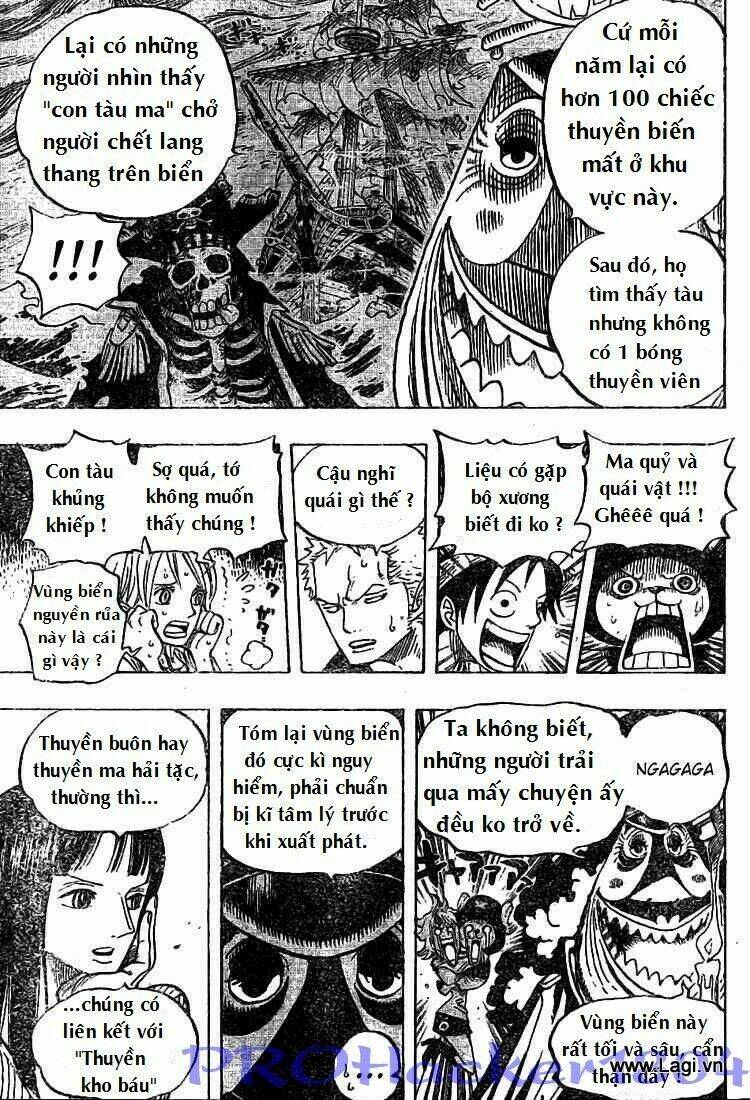 Cứ mỗi
năm lại có
hơn 100 chiếc
thuyền biến
mất ở khu
vực này.
Sau đó, họ
tìm thấy tàu
nhưng không
có 1 bóng
thuyền viên
Lại có những
người nhìn thấy
"con tàu ma" chở
người chết lang
thang trên biển
!!!
Ma quỷ và
quái vật !!!
Ghêêê quá !
Liệu có gặp
bộ xương
biết đi ko ?
Cậu nghĩ
quái gì thế ?
Sợ quá, tớ
không muốn
thấy chúng !
Con tàu
khủng
khiếp !
Vùng biển
nguyền rủa
này là cái
gì vậy ?
ガタ
ガタ
NGAGAGA
Ta không biết,
những người trải
qua mấy chuyện ấy
đều ko trở về.
Vùng biển này
rất tối và sâu, cẩn
thận đấy !
Tóm lại vùng biển
đó cực kì nguy
hiểm, phải chuẩn
bị kĩ tâm lý trước
khi xuất phát.
Thuyền buôn hay
thuyền ma hải tặc,
thường thì...
...chúng có
liên kết với
"Thuyền
kho báu"
PROHacker1304
www.Lagi.vn